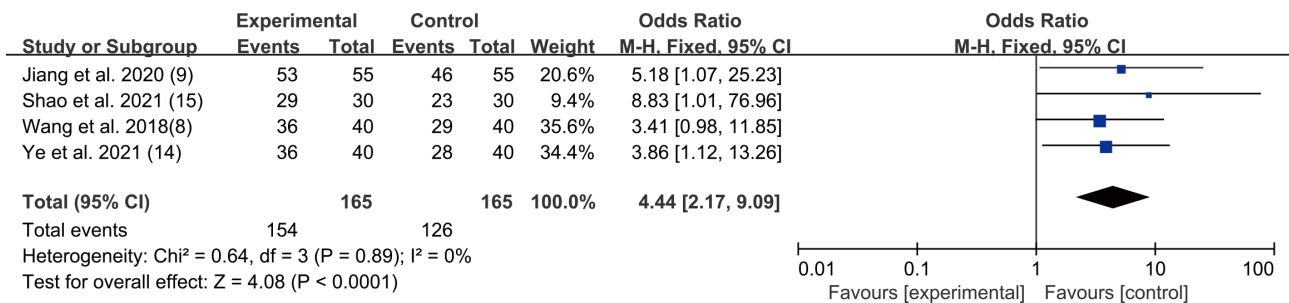 Experimental Control Odds Ratio Odds Ratio
Study or Subgroup Events Total Events Total Weight M-H, Fixed, 95% CI M-H, Fixed, 95% CI
Jiang et al. 2020 (9) 53 55 46 55 20.6% 5.18 [1.07, 25.23]
Shao et al. 2021 (15) 29 30 23 30 9.4% 8.83 [1.01, 76.96]
Wang et al. 2018(8) 36 40 29 40 35.6% 3.41 [0.98, 11.85]
Ye et al. 2021 (14) 36 40 28 40 34.4% 3.86 [1.12, 13.26]
Total (95% CI) 165 165 100.0% 4.44 [2.17, 9.09]
Total events 154 126
Heterogeneity: Chi² = 0.64, df = 3 (P = 0.89); I² = 0%
Test for overall effect: Z = 4.08 (P < 0.0001)
0.01 0.1 1 10 100
Favours [experimental] Favours [control]